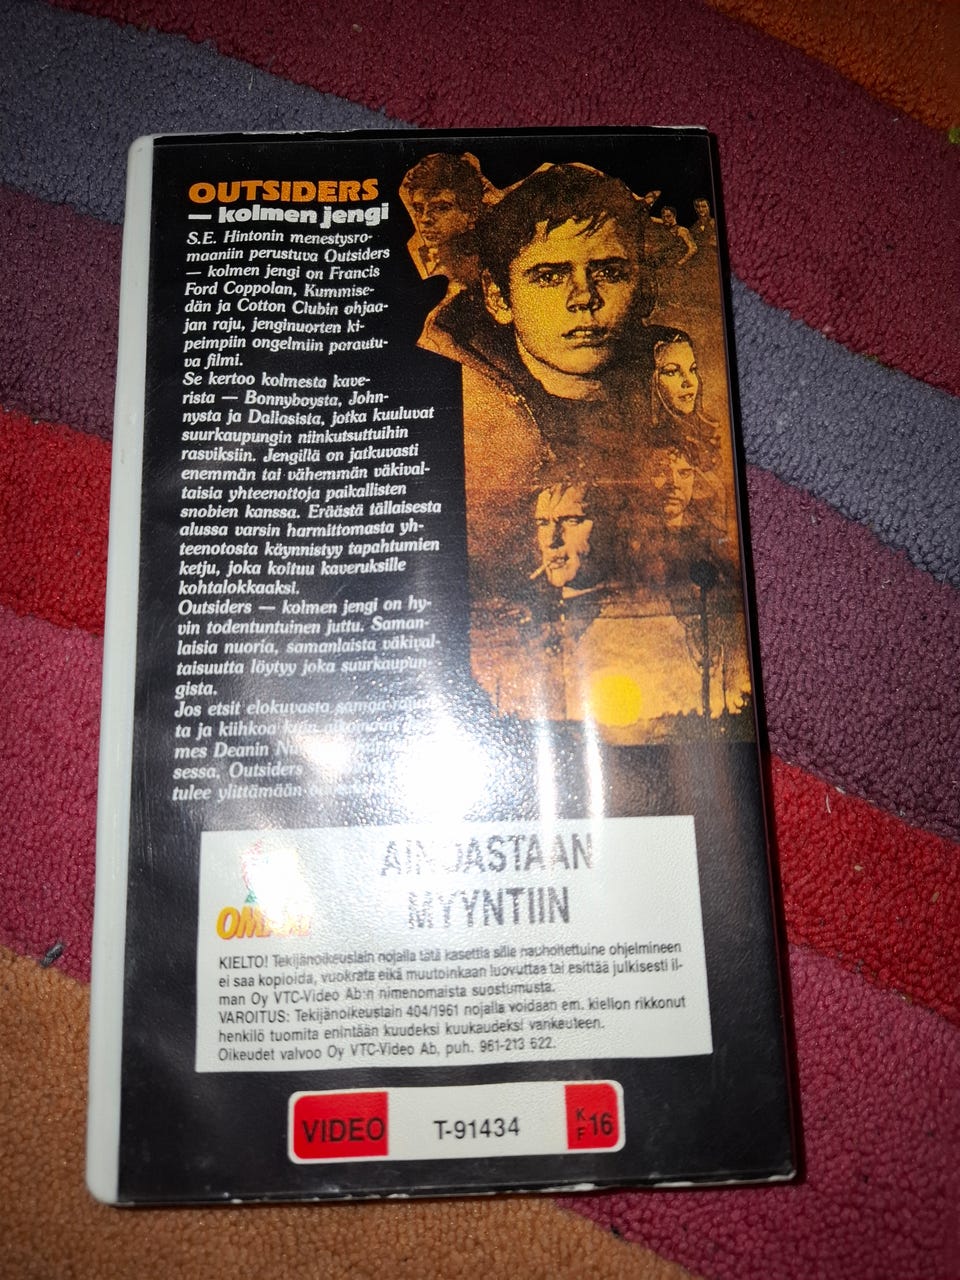 OUTSIDERS
— kolmen jengi
S.E. Hintonin menestysro-
maaniin perustuva Outsiders
— kolmen jengi on Francis
Ford Coppolan, Kummise-
dän ja Cotton Clubin ohjaa-
jan raju, jenginuorten ki-
peimpiin ongelmiin porautu-
va filmi.
Se kertoo kolmesta kave-
rista — Bonnyboysta, John-
nysta ja Dallasista, jotka kuuluvat
suurkaupungin niinkutsuttuihin
rasviksiin. Jengillä on jatkuvasti
enemmän tai vähemmän väkival-
taisia yhteenottoja paikallisten
snobien kanssa. Eräästä tällaisesta
alussa varsin harmittomasta yh-
teenotosta käynnistyy tapahtumien
ketju, joka koituu kaveruksille
kohtalokkaaksi.
Outsiders — kolmen jengi on hy-
vin todentuntuinen juttu. Saman-
laisia nuoria, samanlaista väkival-
taisuutta löytyy joka suurkaupun-
gista.
Jos etsit elokuvasta samaa
ta ja kiihkoa kuin aikoinaan
mes Deanin
sessa, Outsiders
tulee ylittämään
AINOASTAAN
MYYNTIIN
KIELTO! Tekijänoikeuslain nojalla tätä kasettia sille nauhoitettuine ohjelmineen
ei saa kopioida, vuokrata eikä muutoinkaan luovuttaa tai esittää julkisesti il-
man Oy VTC-Video Ab:n nimenomaista suostumusta.
VAROITUS: Tekijänoikeuslain 404/1961 nojalla voidaan em. kiellon rikkonut
henkilö tuomita enintään kuudeksi kuukaudeksi vankeuteen.
Oikeudet valvoo Oy VTC-Video Ab, puh. 961-213 622.
VIDEO T-91434 K F 16